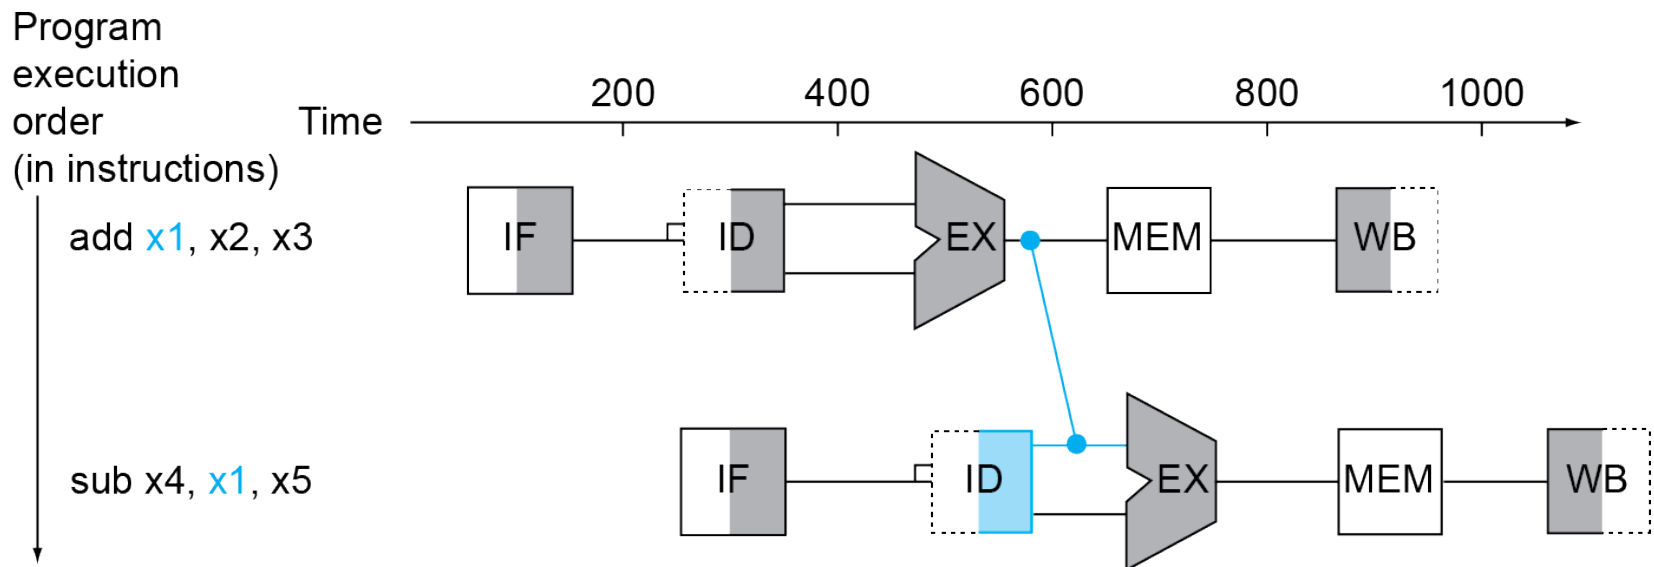 Program
execution
order
(in instructions)
Time
200 400 600 800 1000
add x1, x2, x3
IF ID EX MEM WB
sub x4, x1, x5
IF ID EX MEM WB